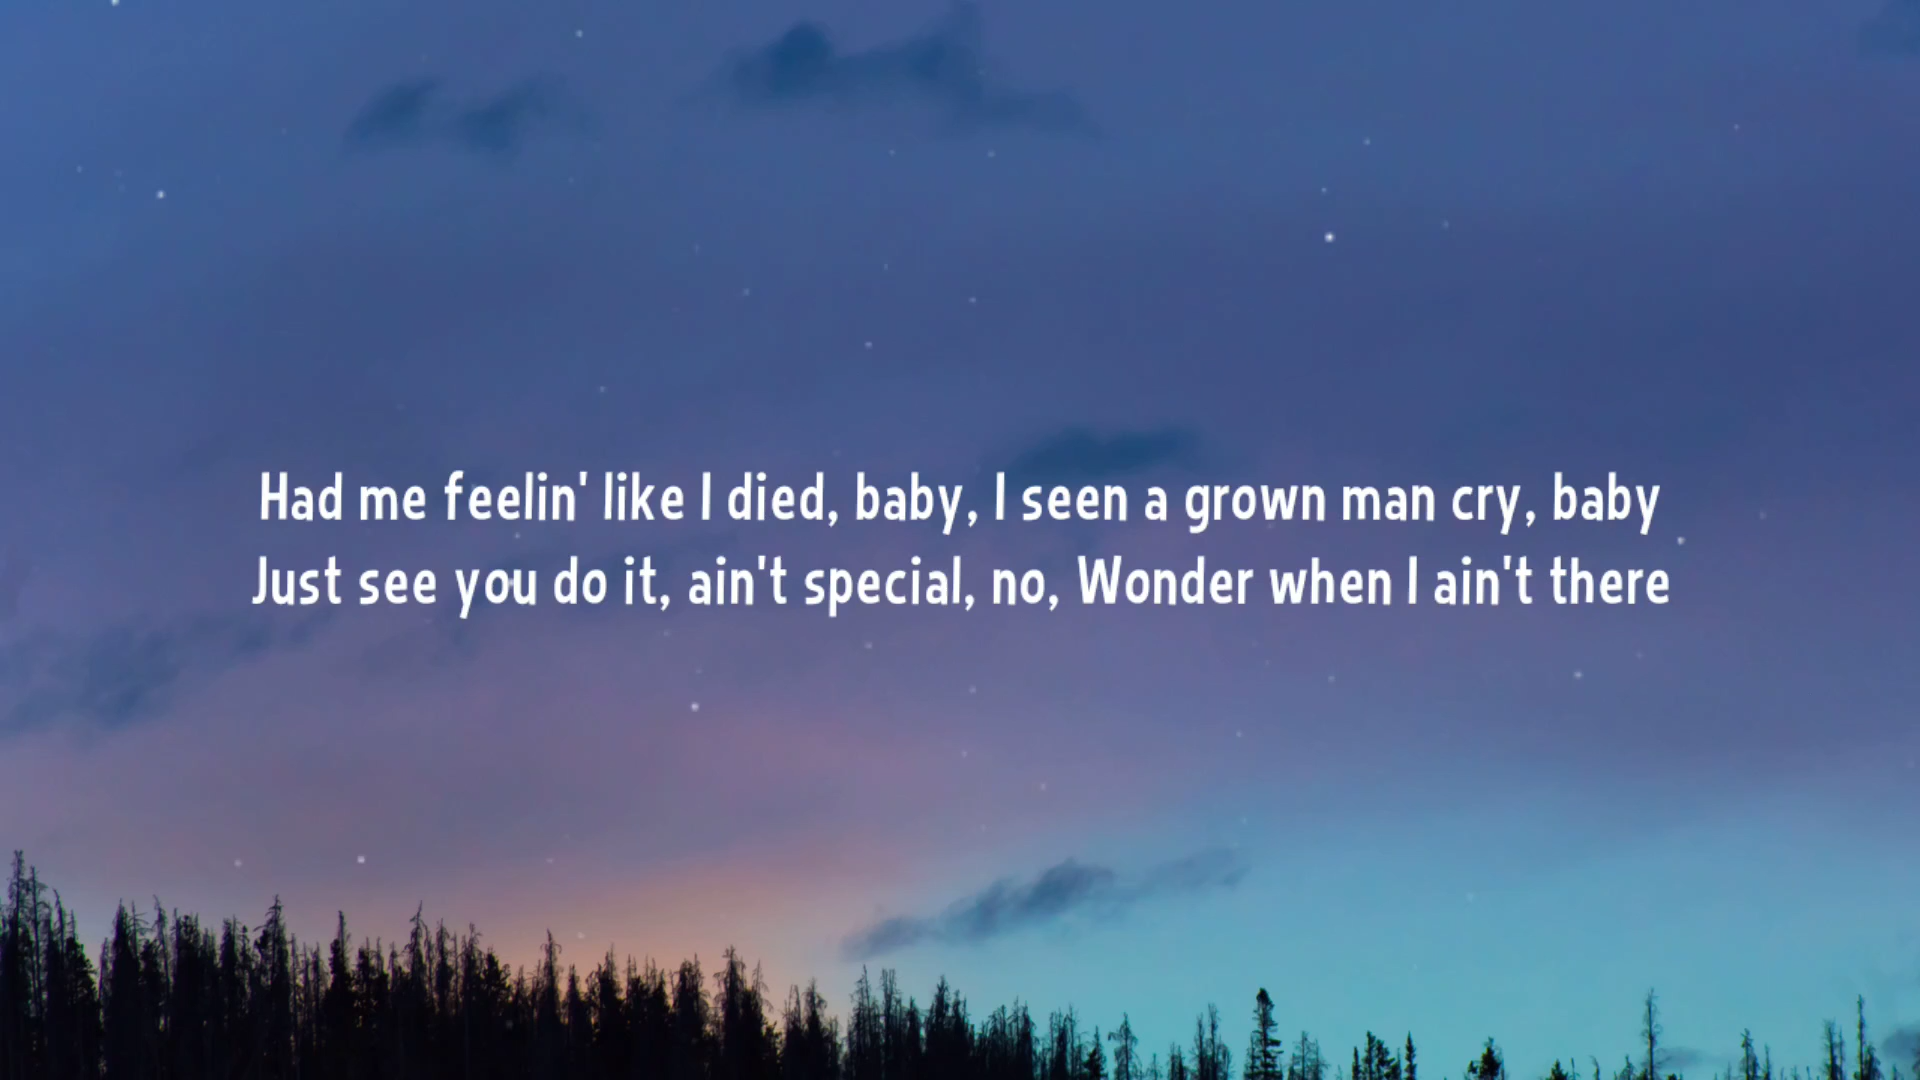 Had me feelin' like I died, baby, I seen a grown man cry, baby
Just see you do it, ain't special, no, Wonder when I ain't there